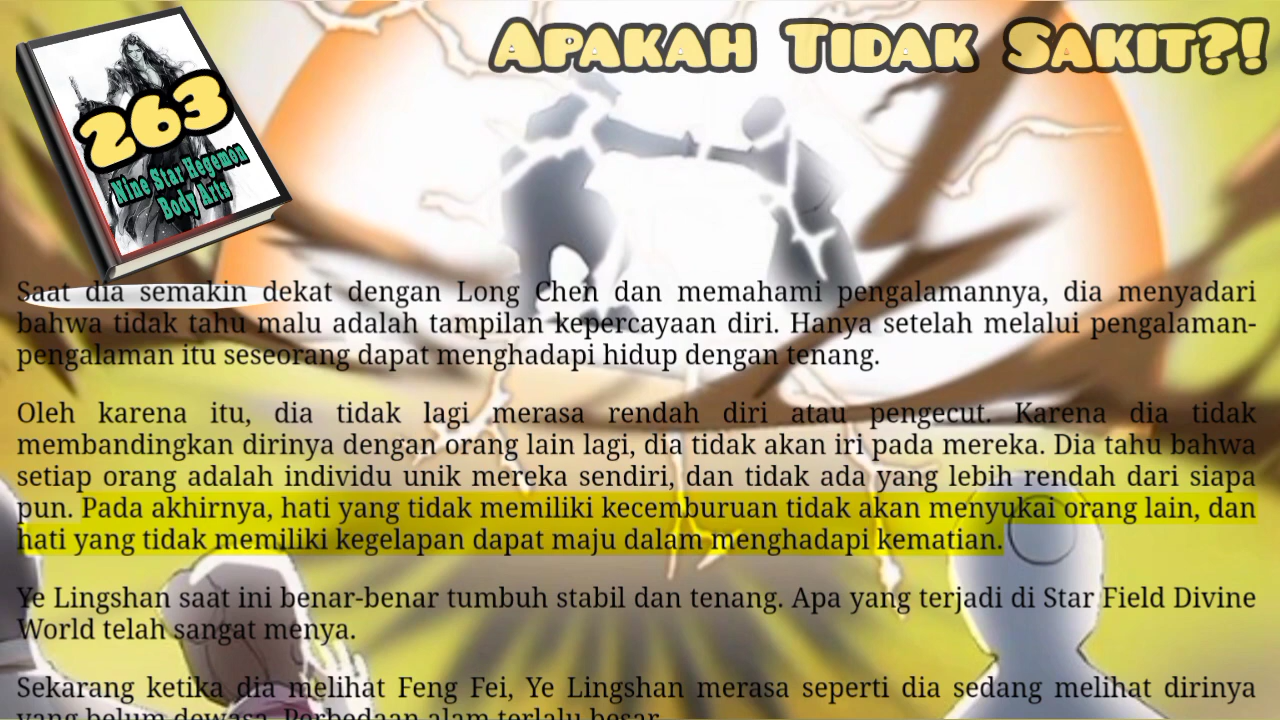 Apakah Tidak Sakit?!
263
Nine Star Hegemon
Body Arts
Saat dia semakin dekat dengan Long Chen dan memahami pengalamannya, dia menyadari
bahwa tidak tahu malu adalah tampilan kepercayaan diri. Hanya setelah melalui pengalaman-
pengalaman itu seseorang dapat menghadapi hidup dengan tenang.
Oleh karena itu, dia tidak lagi merasa rendah diri atau pengecut. Karena dia tidak
membandingkan dirinya dengan orang lain lagi, dia tidak akan iri pada mereka. Dia tahu bahwa
setiap orang adalah individu unik mereka sendiri, dan tidak ada yang lebih rendah dari siapa
pun. Pada akhirnya, hati yang tidak memiliki kecemburuan tidak akan menyukai orang lain, dan
hati yang tidak memiliki kegelapan dapat maju dalam menghadapi kematian.
Ye Lingshan saat ini benar-benar tumbuh stabil dan tenang. Apa yang terjadi di Star Field Divine
World telah sangat menya.
Sekarang ketika dia melihat Feng Fei, Ye Lingshan merasa seperti dia sedang melihat dirinya
yang belum dewasa. Perbedaan alam terlalu besar.